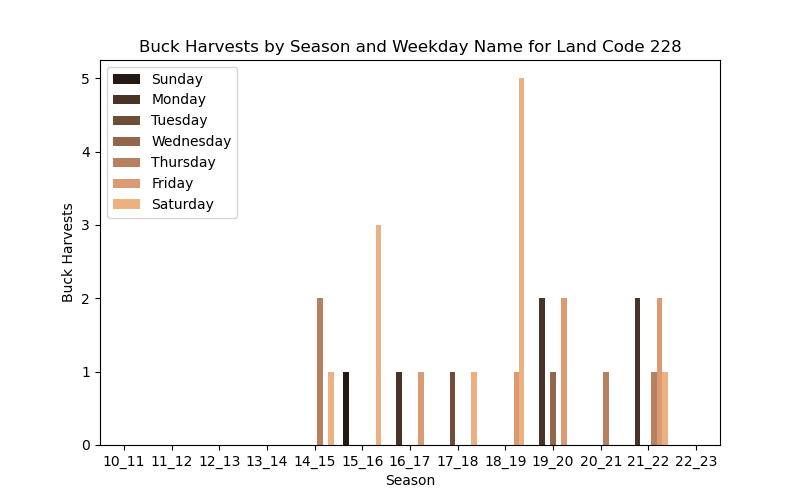 Buck Harvests by Season and Weekday Name for Land Code 228
Sunday
Monday
Tuesday
Wednesday
Thursday
Friday
Saturday
Buck Harvests
5
4
3
2
1
0
10_11 11_12 12_13 13_14 14_15 15_16 16_17 17_18 18_19 19_20 20_21 21_22 22_23
Season